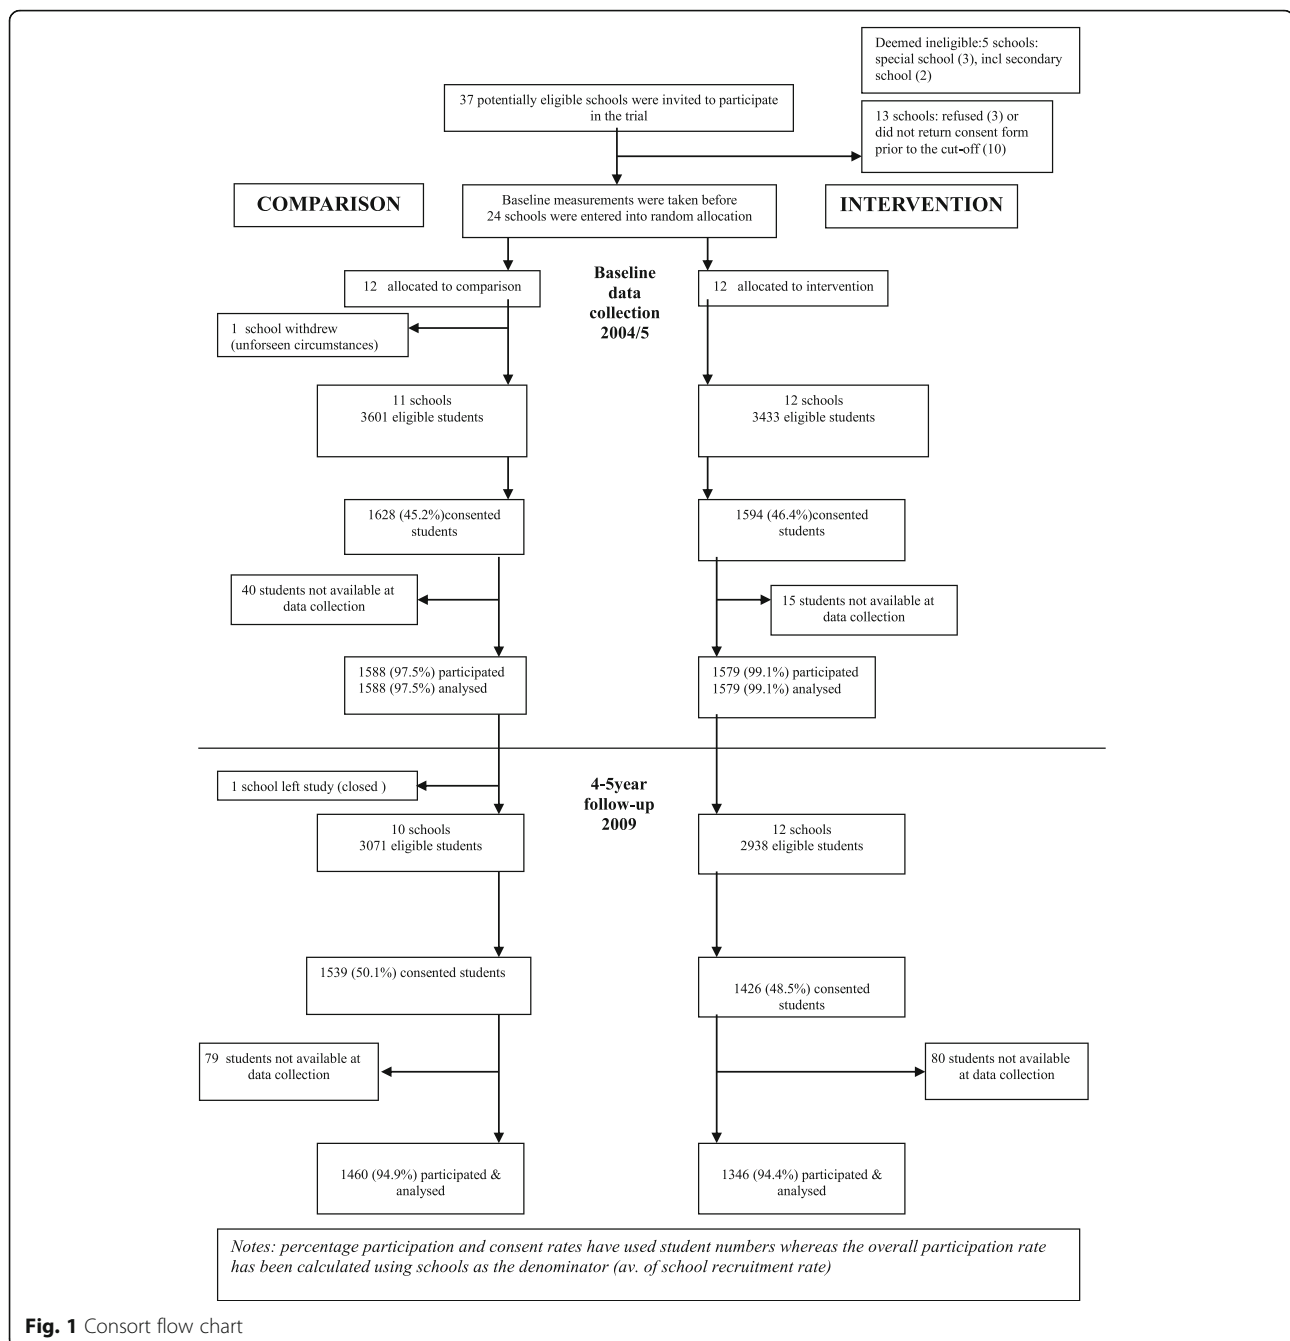 Deemed ineligible:5 schools:
special school (3), incl secondary
school (2)
37 potentially eligible schools were invited to participate
in the trial
13 schools: refused (3) or
did not return consent form
prior to the cut-off (10)
COMPARISON
Baseline measurements were taken before
24 schools were entered into random allocation
INTERVENTION
Baseline
data
collection
2004/5
12 allocated to comparison
12 allocated to intervention
1 school withdrew
(unforseen circumstances)
11 schools
3601 eligible students
12 schools
3433 eligible students
1628 (45.2%)consented
students
1594 (46.4%)consented
students
40 students not available at
data collection
15 students not available at
data collection
1588 (97.5%) participated
1588 (97.5%) analysed
1579 (99.1%) participated
1579 (99.1%) analysed
1 school left study (closed )
4-5year
follow-up
2009
10 schools
3071 eligible students
12 schools
2938 eligible students
1539 (50.1%) consented students
1426 (48.5%) consented
students
79 students not available at
data collection
80 students not available
at data collection
1460 (94.9%) participated &
analysed
1346 (94.4%) participated &
analysed
Notes: percentage participation and consent rates have used student numbers whereas the overall participation rate
has been calculated using schools as the denominator (av. of school recruitment rate)
Fig. 1 Consort flow chart